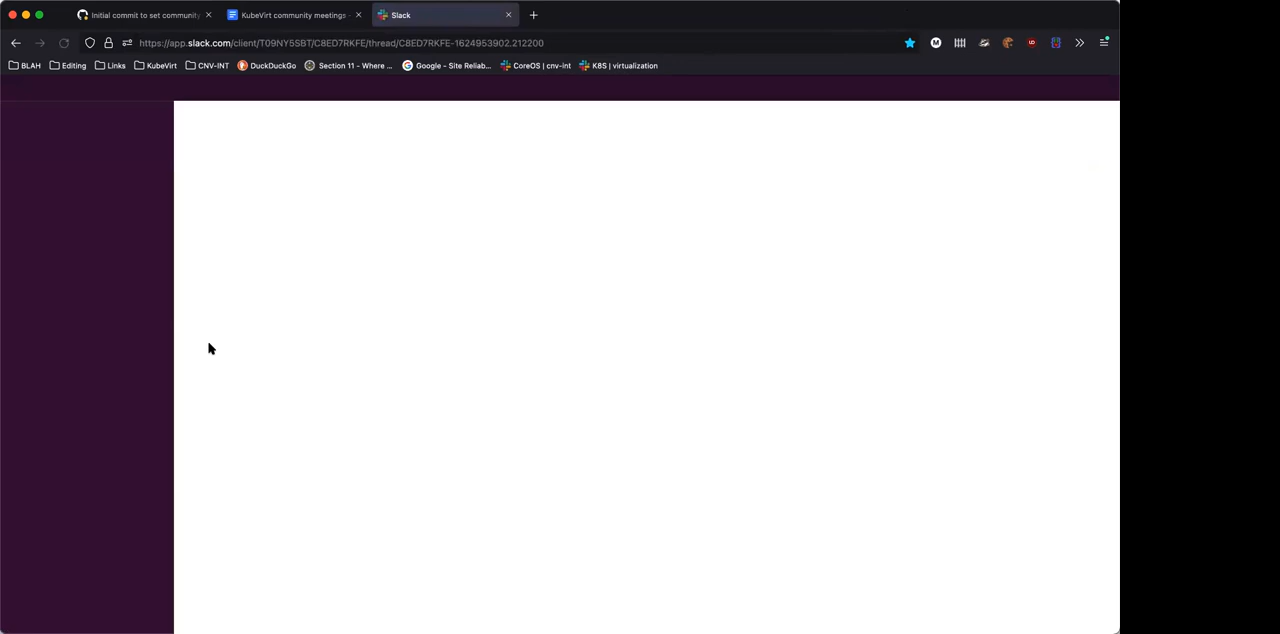 Initial commit to set community
KubeVirt community meetings -
Slack
https://app.slack.com/client/T09NY5SBT/C8ED7RKFE/thread/C8ED7RKFE-1624953902.212200
BLAH Editing Links KubeVirt CNV-INT DuckDuckGo Section 11 - Where ... Google - Site Reliab... CoreOS | cnv-int K8S | virtualization